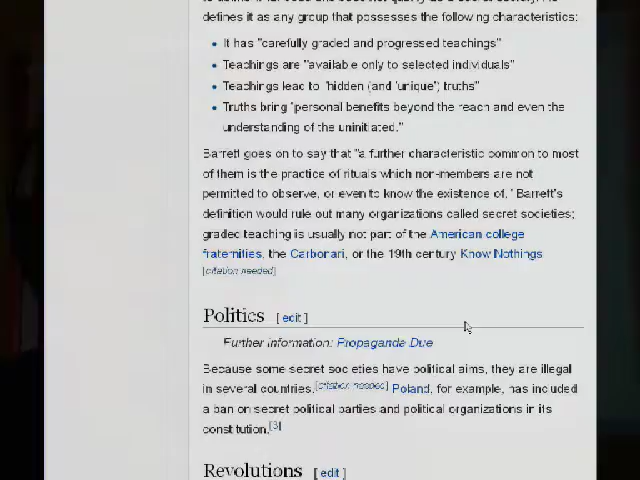 defines it as any group that possesses the following characteristics:
It has "carefully graded and progressed teachings"
Teachings are "available only to selected individuals"
Teachings lead to "hidden (and 'unique') truths"
Truths bring "personal benefits beyond the reach and even the
understanding of the uninitiated."
Barrett goes on to say that "a further characteristic common to most
of them is the practice of rituals which non-members are not
permitted to observe, or even to know the existence of." Barrett's
definition would rule out many organizations called secret societies;
graded teaching is usually not part of the American college
fraternities, the Carbonari, or the 19th century Know Nothings
[citation needed]
Politics [ edit ]
Further information: Propaganda Due
Because some secret societies have political aims, they are illegal
in several countries.[citation needed] Poland, for example, has included
a ban on secret political parties and political organizations in its
constitution.[3]
Revolutions [ edit ]